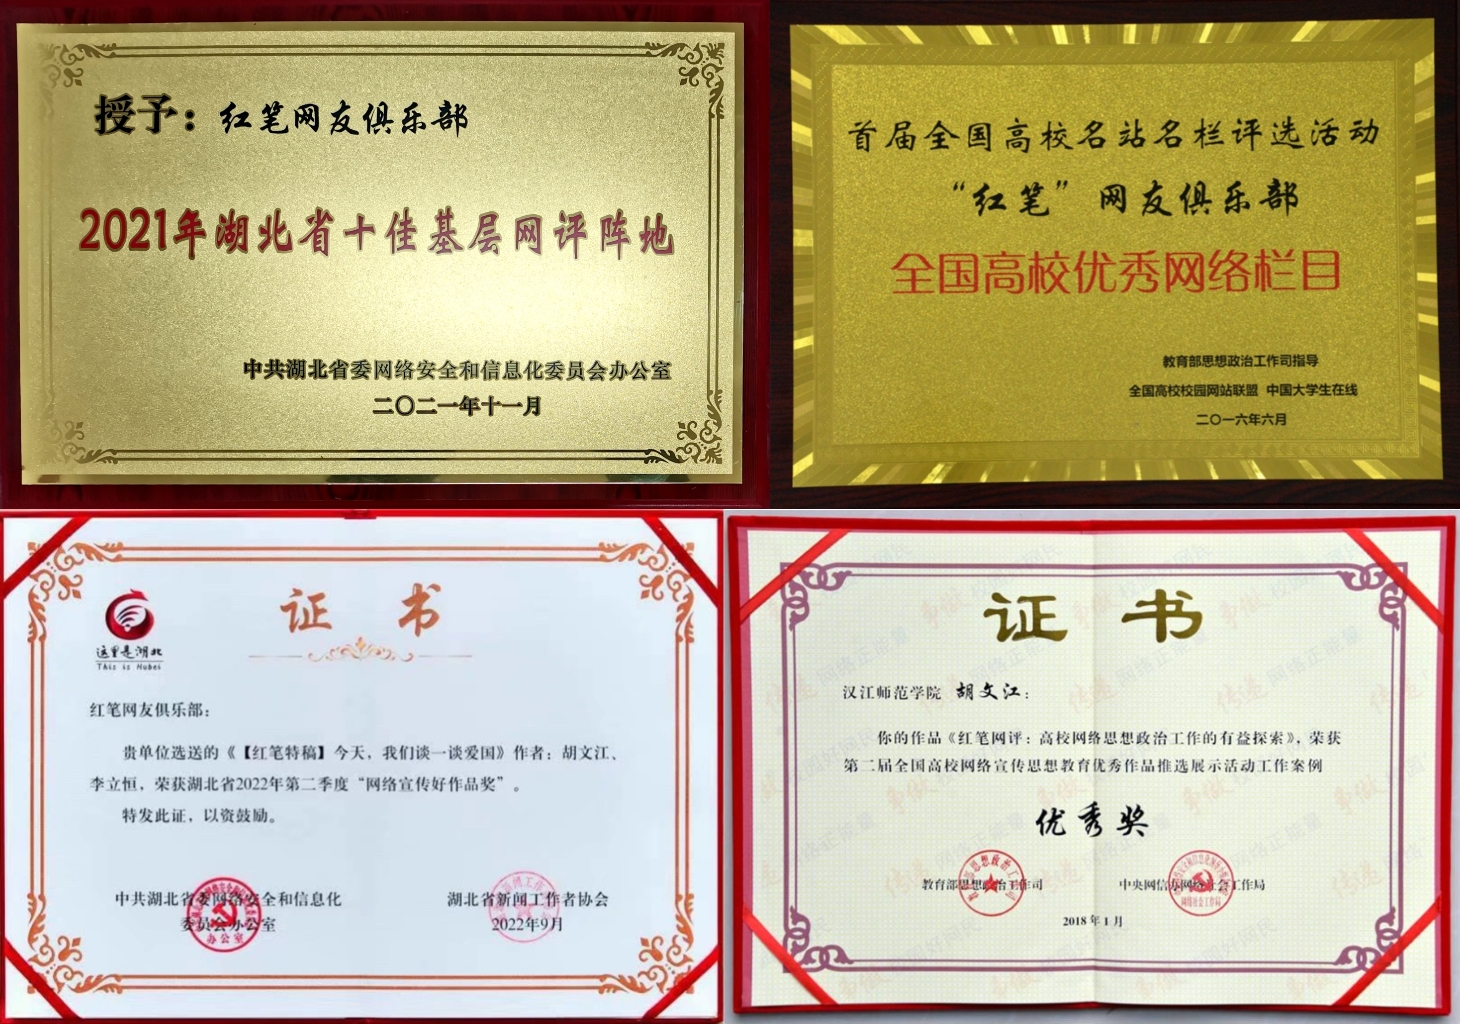 授予：红笔网友俱乐部
2021年湖北省十佳基层网评阵地
中共湖北省委网络安全和信息化委员会办公室
二〇二一年十一月
首届全国高校名站名栏评选活动
“红笔”网友俱乐部
全国高校优秀网络栏目
教育部思想政治工作司指导
全国高校校园网站联盟 中国大学生在线
二〇一六年六月
这里是湖北
This is Hubei
证 书
红笔网友俱乐部：
贵单位选送的《【红笔特稿】今天，我们谈一谈爱国》作者：胡文江、
李立恒，荣获湖北省2022年第二季度“网络宣传好作品奖”。
特发此证，以资鼓励。
中共湖北省委网络安全和信息化
委员会办公室
湖北省新闻工作者协会
2022年9月
证 书
汉江师范学院 胡文江：
你的作品《红笔网评：高校网络思想政治工作的有益探索》，荣获
第二届全国高校网络宣传思想教育优秀作品推选展示活动工作案例
优秀奖
教育部思想政治工作司
中央网信办网络社会工作局
2018年1月